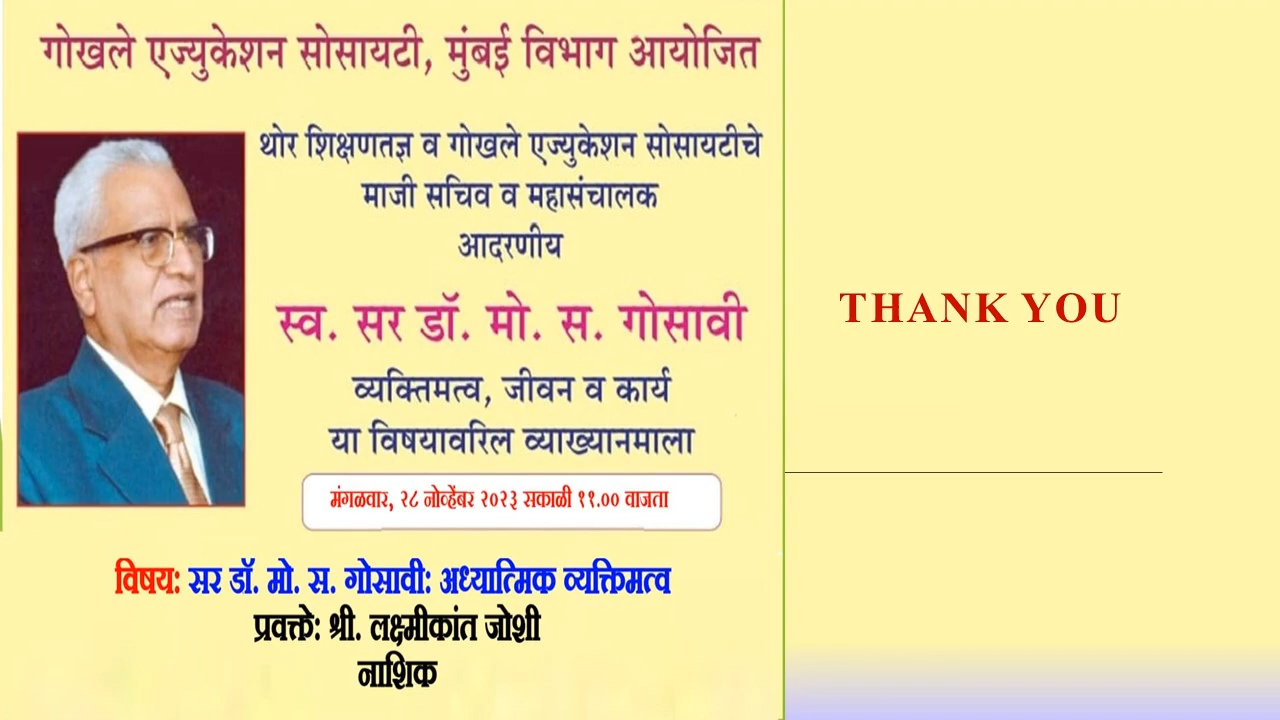 गोखले एज्युकेशन सोसायटी, मुंबई विभाग आयोजित
थोर शिक्षणतज्ञ व गोखले एज्युकेशन सोसायटीचे
माजी सचिव व महासंचालक
आदरणीय
स्व. सर डॉ. मो. स. गोसावी
व्यक्तिमत्व, जीवन व कार्य
या विषयावरिल व्याख्यानमाला
मंगळवार, २८ नोव्हेंबर २०२३ सकाळी ११.०० वाजता
विषय: सर डॉ. मो. स. गोसावी: अध्यात्मिक व्यक्तिमत्व
प्रवक्ते: श्री. लक्ष्मीकांत जोशी
नाशिक
THANK YOU